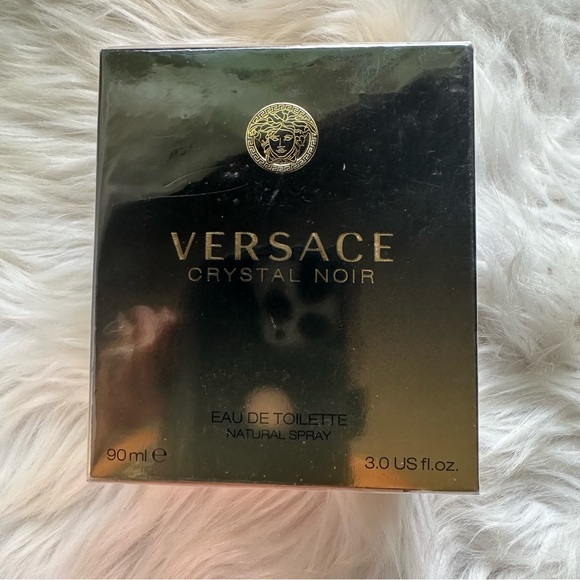 VERSACE
CRYSTAL NOIR
EAU DE TOILETTE
NATURAL SPRAY
90 ml ℮ 3.0 US fl.oz.